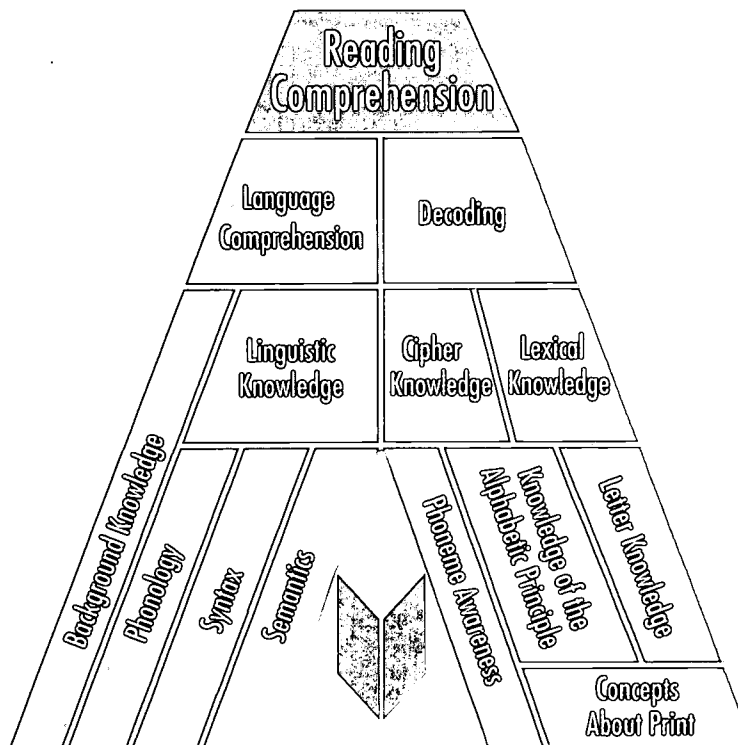 Reading
Comprehension
Language
Comprehension
Decoding
Linguistic
Knowledge
Cipher
Knowledge
Lexical
Knowledge
Background Knowledge
Phonology
Syntax
Semantics
Phoneme Awareness
Knowledge of the
Alphabetic Principle
Letter Knowledge
Concepts
About Print